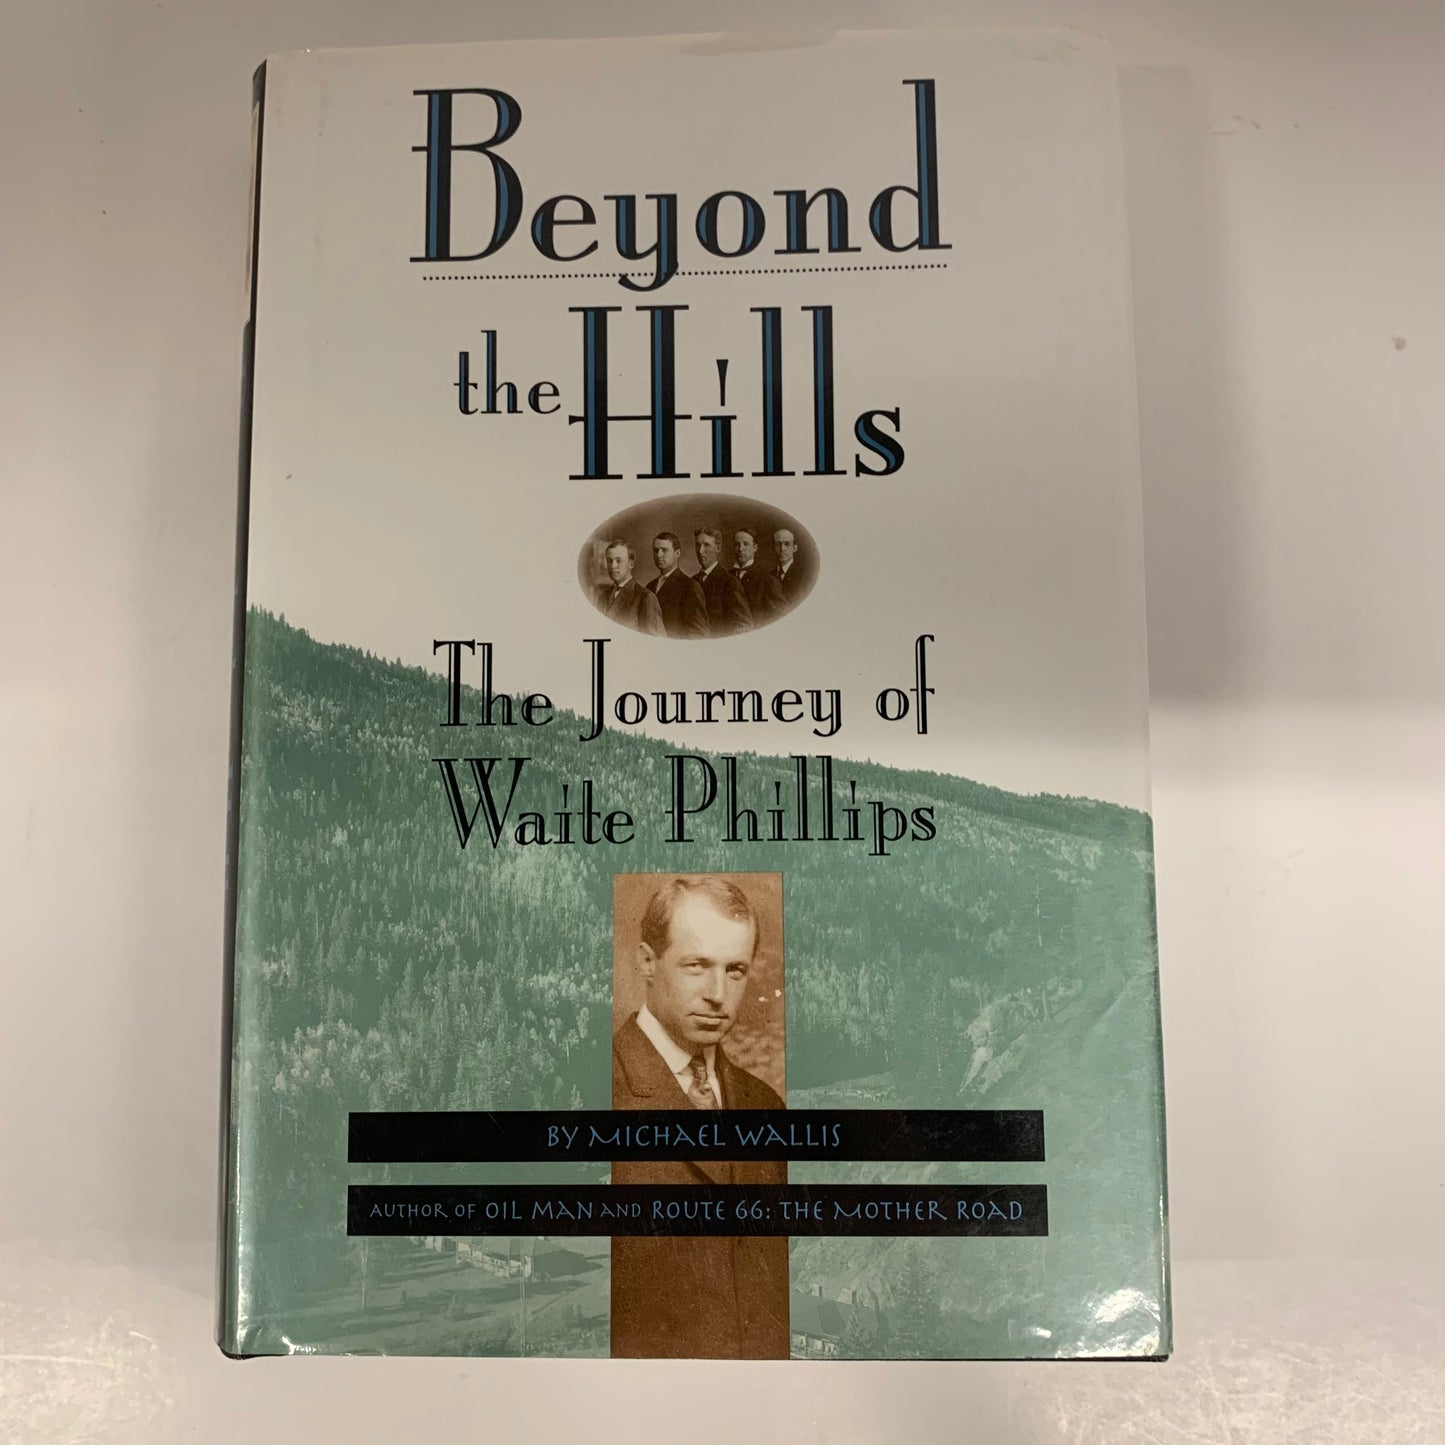 Beyond
the Hills
The Journey of
Waite Phillips
BY MICHAEL WALLIS
AUTHOR OF OIL MAN AND ROUTE 66: THE MOTHER ROAD